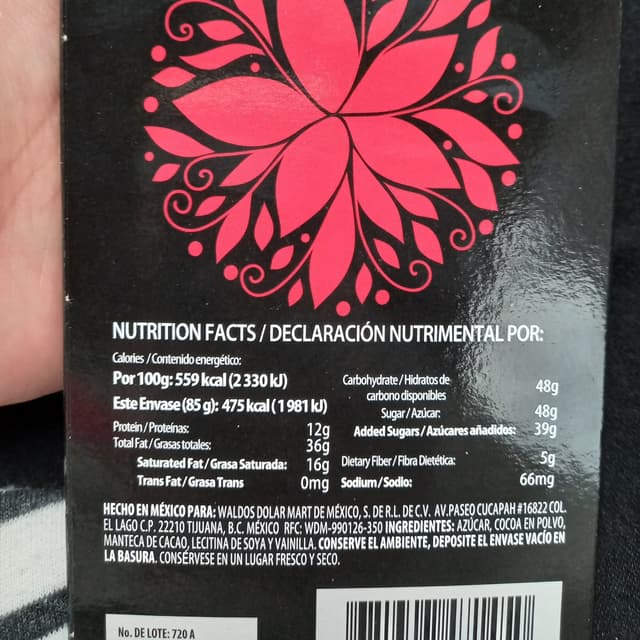 NUTRITION FACTS / DECLARACIÓN NUTRIMENTAL POR:
Calories / Contenido energético:
Por 100g: 559 kcal (2 330 kJ)
Este Envase (85 g): 475 kcal (1 981 kJ)
Protein / Proteínas: 12g
Total Fat / Grasas totales: 36g
Saturated Fat / Grasa Saturada: 16g
Trans Fat / Grasa Trans 0mg
Carbohydrate / Hidratos de
carbono disponibles 48g
Sugar / Azúcar: 48g
Added Sugars / Azúcares añadidos: 39g
Dietary Fiber / Fibra Dietética: 5g
Sodium / Sodio: 66mg
HECHO EN MÉXICO PARA: WALDOS DOLAR MART DE MÉXICO, S. DE R.L. DE C.V. AV.PASEO CUCAPAH #16822 COL.
EL LAGO C.P. 22210 TIJUANA, B.C. MÉXICO RFC: WDM-990126-350 INGREDIENTES: AZÚCAR, COCOA EN POLVO,
MANTECA DE CACAO, LECITINA DE SOYA Y VAINILLA. CONSERVE EL AMBIENTE, DEPOSITE EL ENVASE VACÍO EN
LA BASURA. CONSÉRVESE EN UN LUGAR FRESCO Y SECO.
No. DE LOTE: 720 A